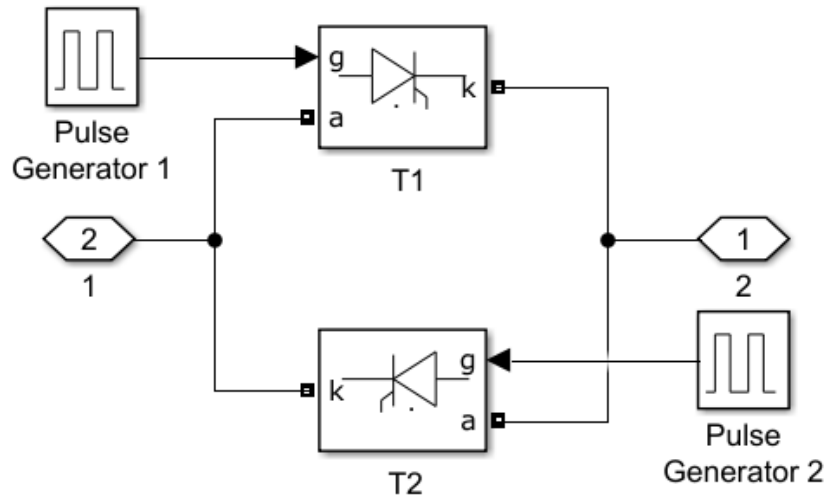 g
k
a
Pulse
Generator 1
T1
2
1
1
2
g
k
a
Pulse
Generator 2
T2